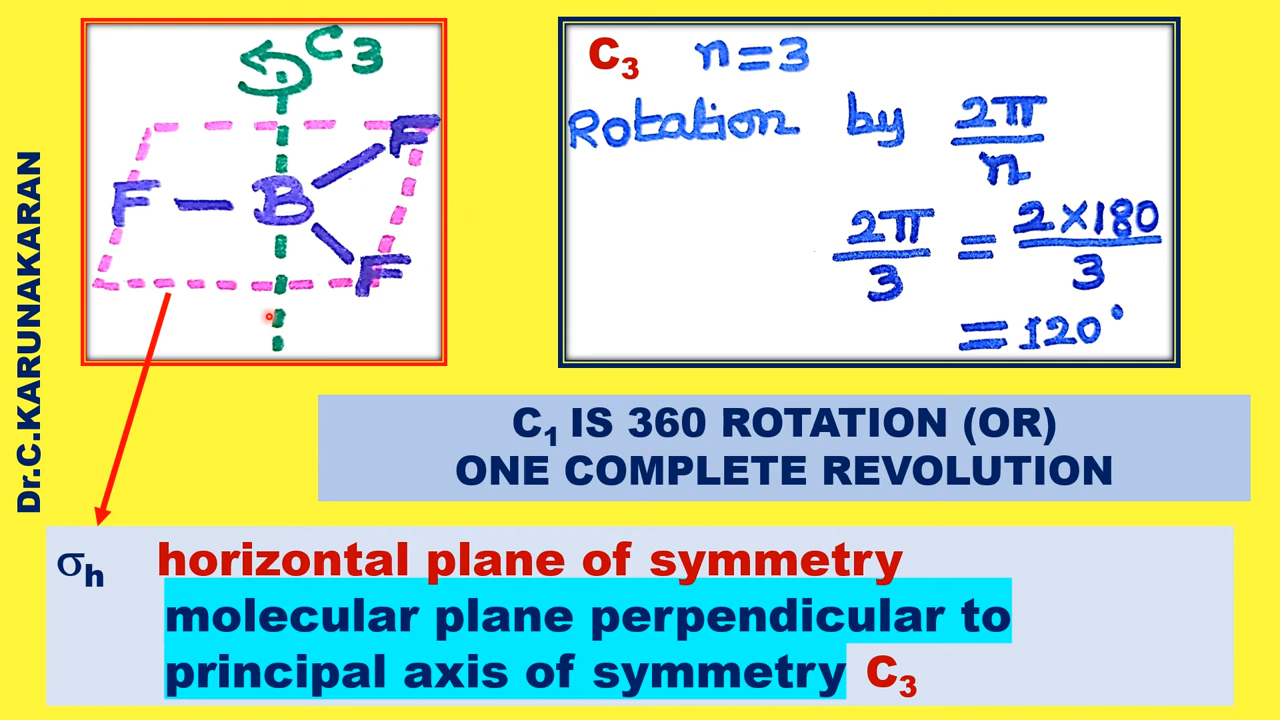 Dr.C.KARUNAKARAN
C3
F
F – B
F
C₃ n=3
Rotation by 2π/n
2π/3 = 2×180/3
= 120°
C₁ IS 360 ROTATION (OR)
ONE COMPLETE REVOLUTION
σh horizontal plane of symmetry
molecular plane perpendicular to
principal axis of symmetry C₃